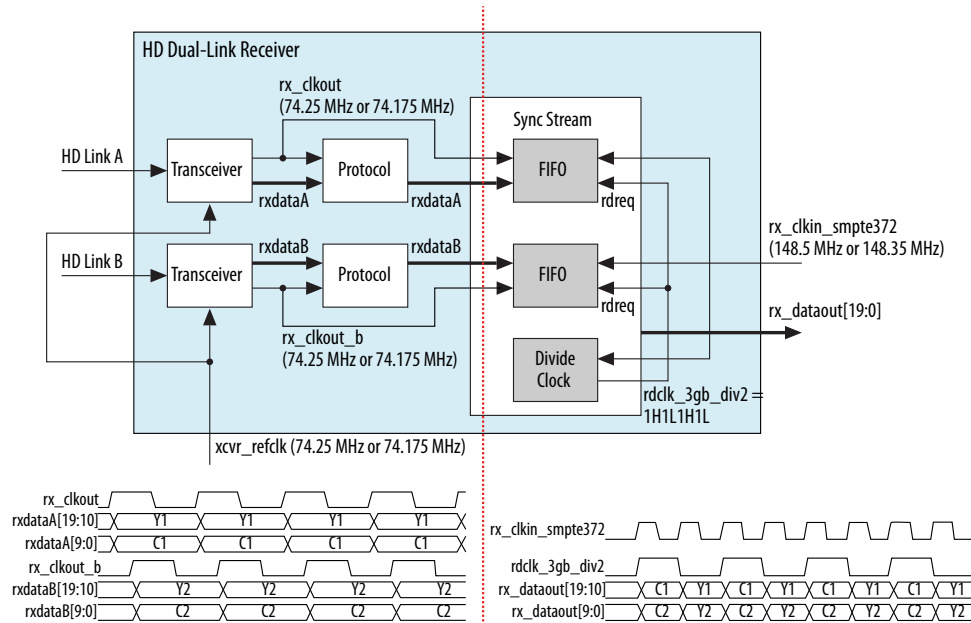 HD Dual-Link Receiver
rx_clkout
(74.25 MHz or 74.175 MHz)
Sync Stream
HD Link A
Transceiver
Protocol
FIFO
rxdataA
rxdataA
rdreq
rx_clkin_smpte372
(148.5 MHz or 148.35 MHz)
HD Link B
rxdataB
rxdataB
Transceiver
Protocol
FIFO
rdreq
rx_dataout[19:0]
rx_clkout_b
(74.25 MHz or 74.175 MHz)
Divide
Clock
rdclk_3gb_div2 =
1H1L1H1L
xcvr_refclk (74.25 MHz or 74.175 MHz)
rx_clkout
rxdataA[19:10] Y1 Y1 Y1 Y1
rxdataA[9:0] C1 C1 C1 C1
rx_clkout_b
rxdataB[19:10] Y2 Y2 Y2 Y2
rxdataB[9:0] C2 C2 C2 C2
rx_clkin_smpte372
rdclk_3gb_div2
rx_dataout[19:10] C1 Y1 C1 Y1 C1 Y1 C1 Y1
rx_dataout[9:0] C2 Y2 C2 Y2 C2 Y2 C2 Y2